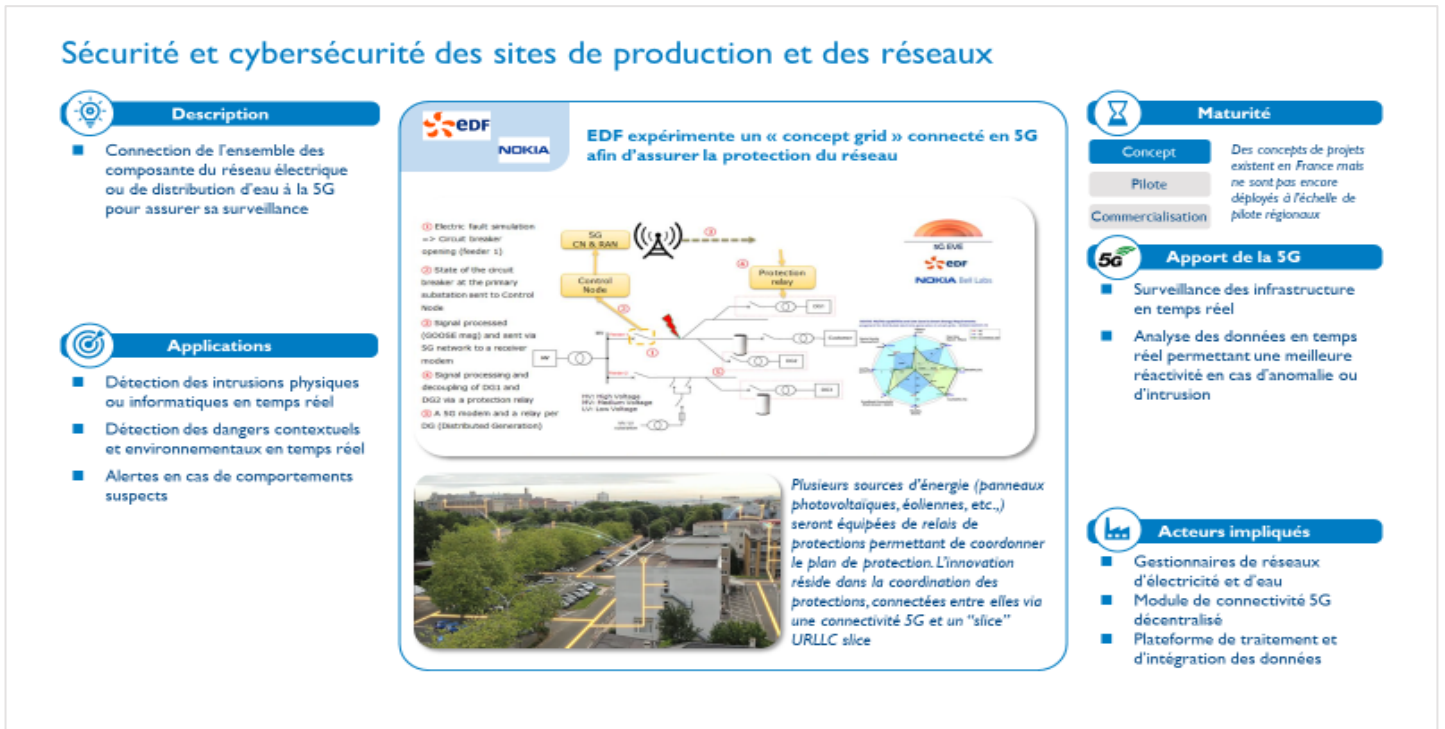 Sécurité et cybersécurité des sites de production et des réseaux
Description
Connection de l'ensemble des
composante du réseau électrique
ou de distribution d'eau à la 5G
pour assurer sa surveillance
Applications
Détection des intrusions physiques
ou informatiques en temps réel
Détection des dangers contextuels
et environnementaux en temps réel
Alertes en cas de comportements
suspects
EDF
NOKIA
EDF expérimente un « concept grid » connecté en 5G
afin d'assurer la protection du réseau
① Electric fault simulation
=> Circuit breaker
opening (feeder 1)
② State of the circuit
breaker at the primary
substation sent to Control
Node
③ Signal processed
(GOOSE msg) and sent via
5G network to a receiver
modem
④ Signal processing and
decoupling of DG1 and
DG2 via a protection relay
⑤ A 5G modem and a relay per
DG (Distributed Generation)
5G
CN & RAN
③
Control
Node
②
④
Protection
relay
①
⑤
HV
DG1
Customer
DG2
DG3
HV: High Voltage
MV: Medium Voltage
LV: Low Voltage
5G EVE
EDF
NOKIA Bell Labs
Plusieurs sources d'énergie (panneaux
photovoltaïques, éoliennes, etc.,)
seront équipées de relais de
protections permettant de coordonner
le plan de protection. L'innovation
réside dans la coordination des
protections, connectées entre elles via
une connectivité 5G et un "slice"
URLLC slice
Maturité
Concept
Pilote
Commercialisation
Des concepts de projets
existent en France mais
ne sont pas encore
déployés à l'échelle de
pilote régionaux
5G
Apport de la 5G
Surveillance des infrastructure
en temps réel
Analyse des données en temps
réel permettant une meilleure
réactivité en cas d'anomalie ou
d'intrusion
Acteurs impliqués
Gestionnaires de réseaux
d'électricité et d'eau
Module de connectivité 5G
décentralisé
Plateforme de traitement et
d'intégration des données